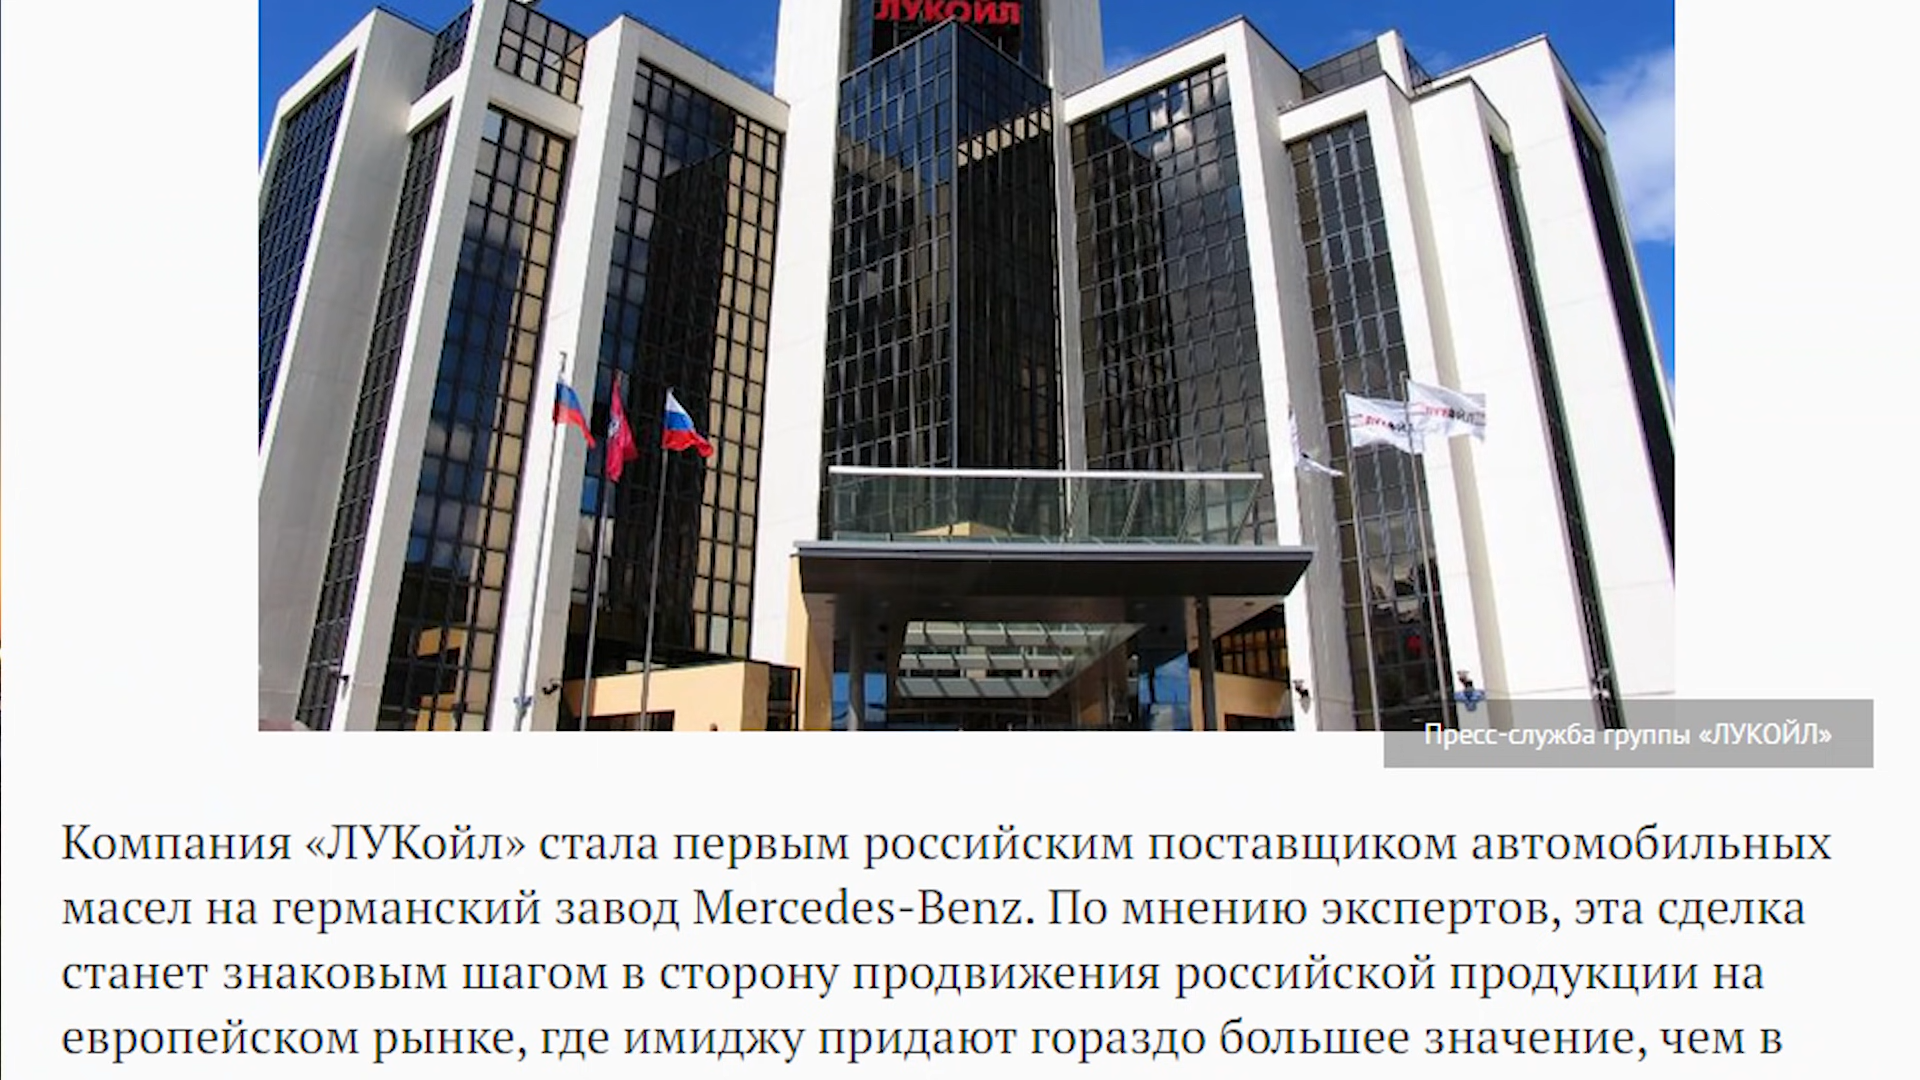 ЛУКОЙЛ
ЛУКОЙЛ
ЛУКОЙЛ
Пресс-служба группы «ЛУКОЙЛ»
Компания «ЛУКойл» стала первым российским поставщиком автомобильных
масел на германский завод Mercedes-Benz. По мнению экспертов, эта сделка
станет знаковым шагом в сторону продвижения российской продукции на
европейском рынке, где имиджу придают гораздо большее значение, чем в